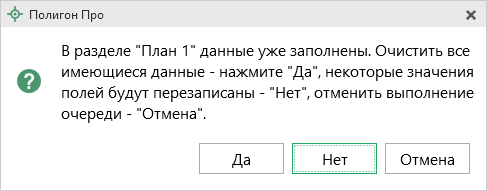 Полигон Про
В разделе "План 1" данные уже заполнены. Очистить все
имеющиеся данные - нажмите "Да", некоторые значения
полей будут перезаписаны - "Нет", отменить выполнение
очереди - "Отмена".
Да
Нет
Отмена